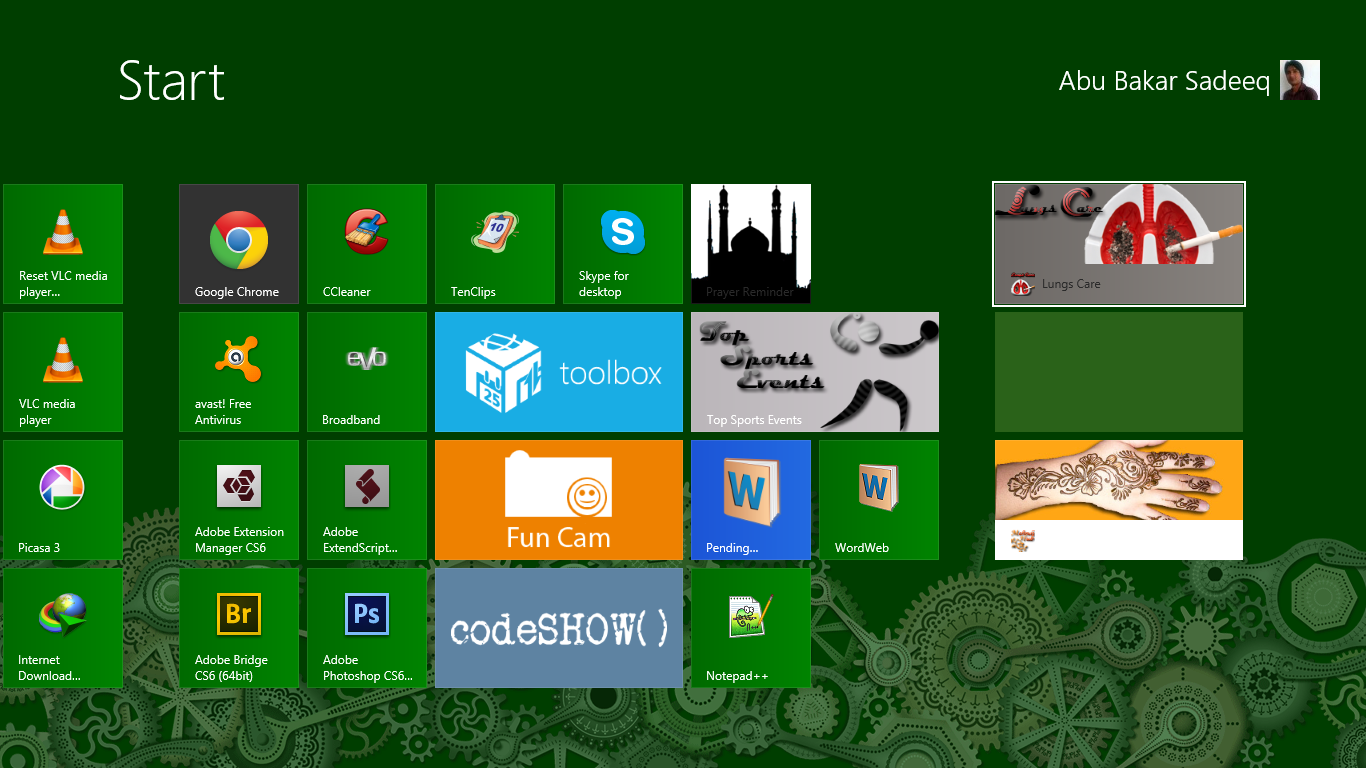 Start
Abu Bakar Sadeeq
Reset VLC media
player...
Google Chrome
CCleaner
10
TenClips
S
Skype for
desktop
Prayer Reminder
Lungs Care
Lungs Care
VLC media
player
a
avast! Free
Antivirus
evo
Broadband
25
toolbox
Top
Sports
Events
Top Sports Events
Picasa 3
Adobe Extension
Manager CS6
Adobe
ExtendScript...
Fun Cam
W
Pending...
W
WordWeb
Internet
Download...
Br
Adobe Bridge
CS6 (64bit)
Ps
Adobe
Photoshop CS6...
codeSHOW()
Notepad++